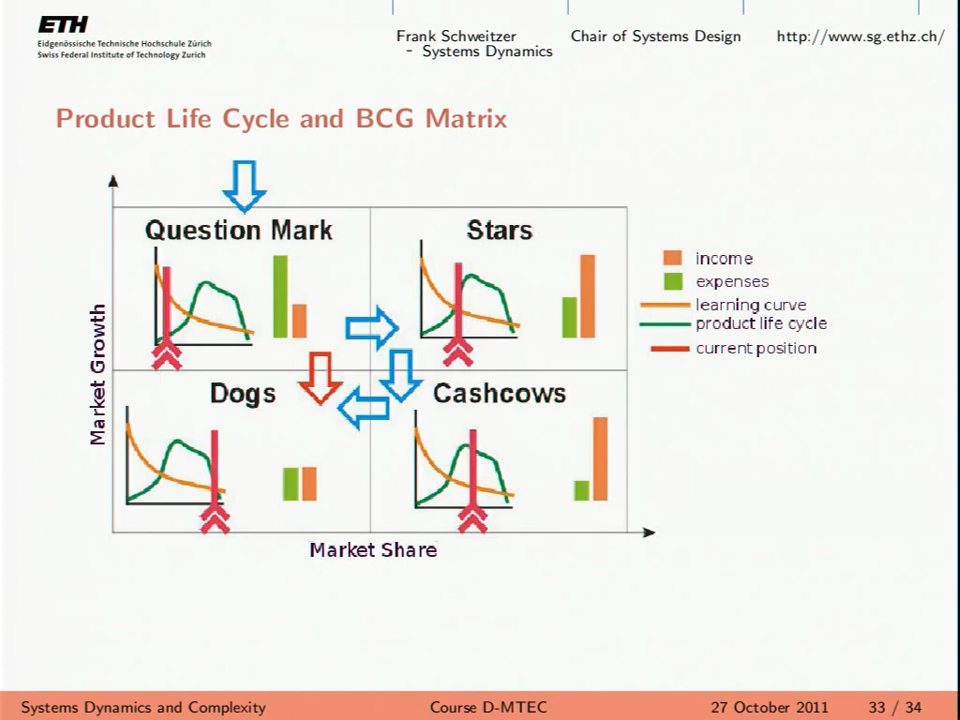 ETH
Eidgenössische Technische Hochschule Zürich
Swiss Federal Institute of Technology Zurich
Frank Schweitzer
- Systems Dynamics
Chair of Systems Design
http://www.sg.ethz.ch/
Product Life Cycle and BCG Matrix
Question Mark
Stars
income
expenses
learning curve
product life cycle
current position
Market Growth
Dogs
Cashcows
Market Share
Systems Dynamics and Complexity
Course D-MTEC
27 October 2011
33 / 34